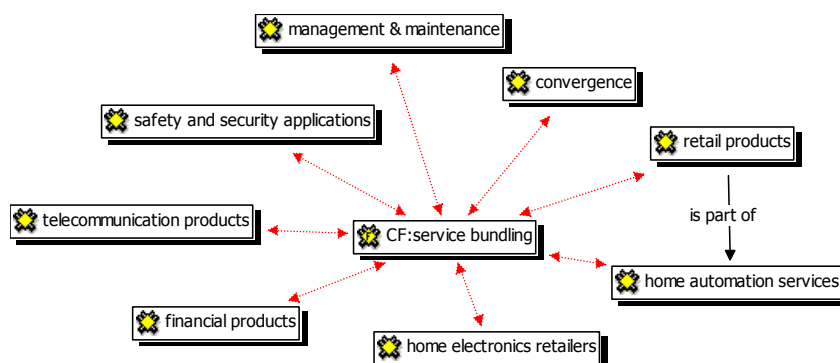 management & maintenance
convergence
safety and security applications
retail products
is part of
telecommunication products
F CF:service bundling
home automation services
financial products
home electronics retailers